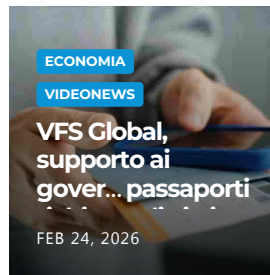 ECONOMIA
VIDEONEWS
VFS Global,
supporto ai
gover... passaporti
FEB 24, 2026